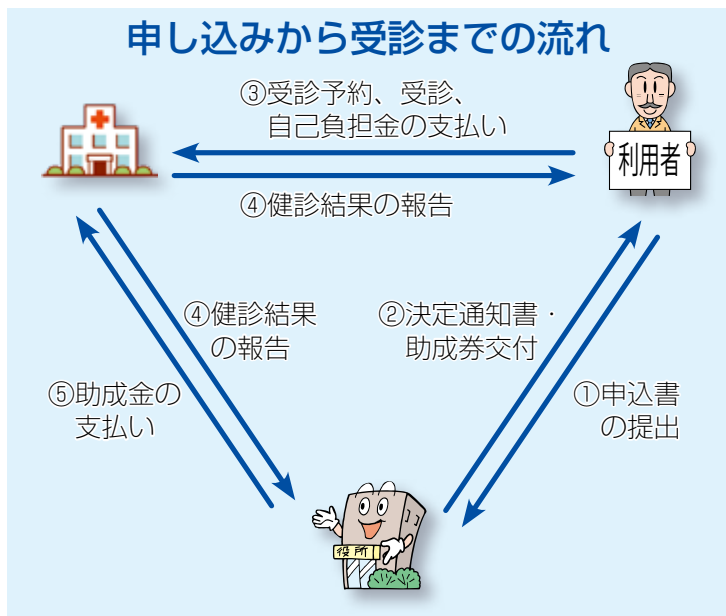 申し込みから受診までの流れ
③受診予約、受診、
自己負担金の支払い
利用者
④健診結果の報告
④健診結果
の報告
②決定通知書・
助成券交付
⑤助成金の
支払い
①申込書
の提出
役所